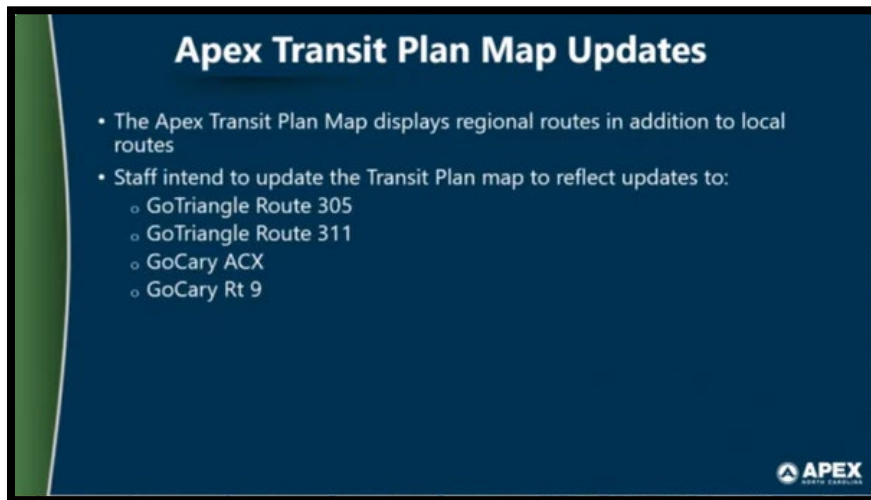 Apex Transit Plan Map Updates
• The Apex Transit Plan Map displays regional routes in addition to local
routes
• Staff intend to update the Transit Plan map to reflect updates to:
o GoTriangle Route 305
o GoTriangle Route 311
o GoCary ACX
o GoCary Rt 9
APEX
NORTH CAROLINA